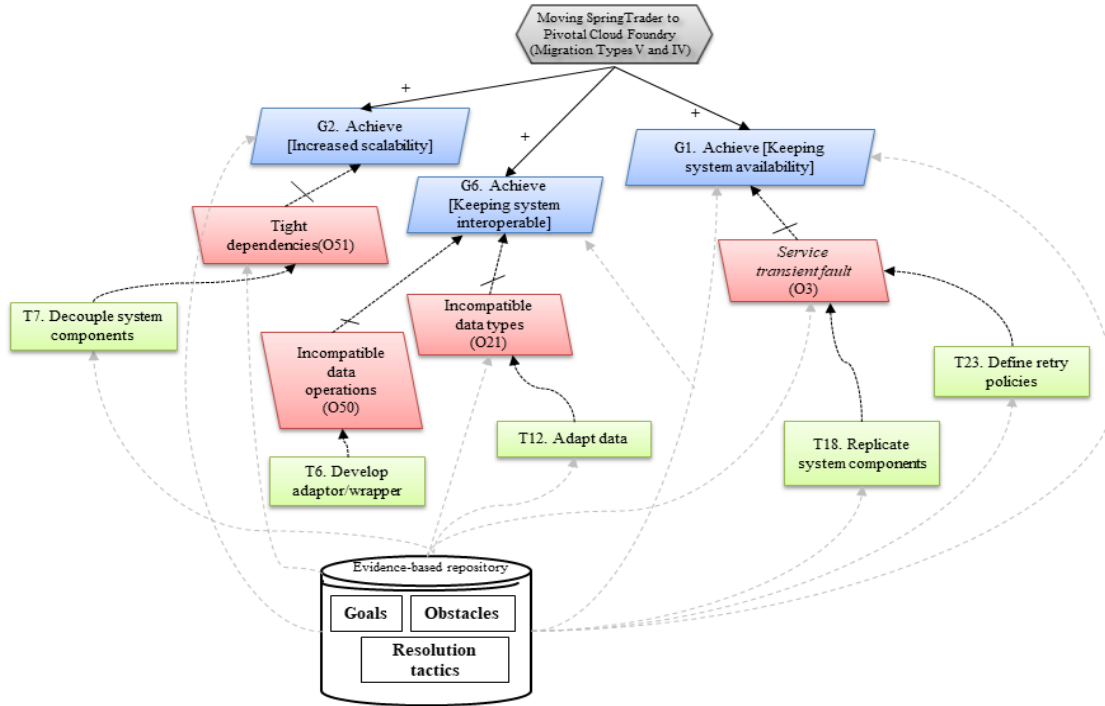 Moving SpringTrader to
Pivotal Cloud Foundry
(Migration Types V and IV)
+
+
+
G2. Achieve
[Increased scalability]
G1. Achieve [Keeping
system availability]
G6. Achieve
[Keeping system
interoperable]
Tight
dependencies(O51)
Service
transient fault
(O3)
T7. Decouple system
components
Incompatible
data types
(O21)
Incompatible
data
operations
(O50)
T23. Define retry
policies
T12. Adapt data
T18. Replicate
system components
T6. Develop
adaptor/wrapper
Evidence-based repository
Goals
Obstacles
Resolution
tactics